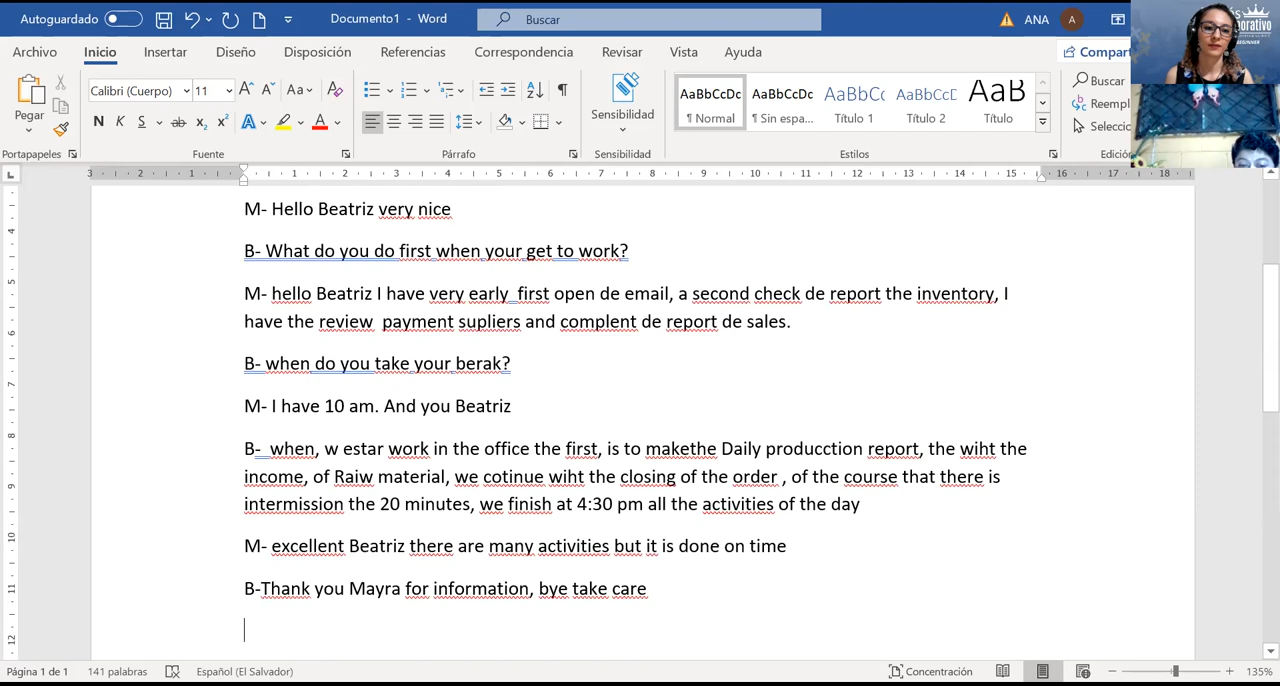 Autoguardado
Documento1 - Word
Buscar
ANA
A
Archivo Inicio Insertar Diseño Disposición Referencias Correspondencia Revisar Vista Ayuda
Pegar
Calibri (Cuerpo) 11
Sensibilidad
AaBbCcDc AaBbCcDc AaBbCc AaBbCcD AaB
¶ Normal ¶ Sin espa... Título 1 Título 2 Título
Buscar
Portapapeles Fuente Párrafo Sensibilidad Estilos
M- Hello Beatriz very nice
B- What do you do first when your get to work?
M- hello Beatriz I have very early  first open de email, a second check de report the inventory, I
have the review  payment supliers and complent de report de sales.
B- when do you take your berak?
M- I have 10 am. And you Beatriz
B-  when, w estar work in the office the first, is to makethe Daily producction report, the wiht the
income, of Raiw material, we cotinue wiht the closing of the order , of the course that there is
intermission the 20 minutes, we finish at 4:30 pm all the activities of the day
M- excellent Beatriz there are many activities but it is done on time
B-Thank you Mayra for information, bye take care
Página 1 de 1 141 palabras Español (El Salvador) Concentración 135%